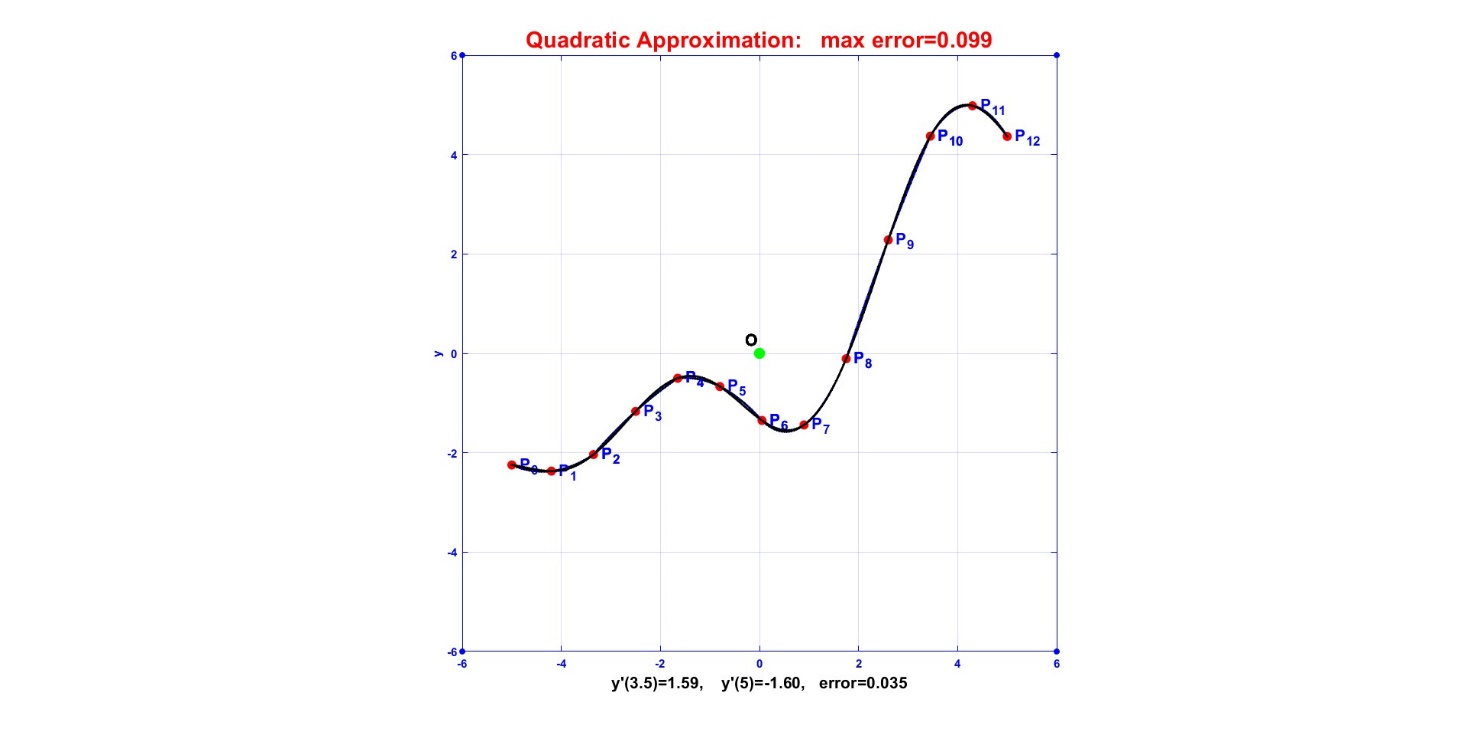 Quadratic Approximation: max error=0.099
6
P11
P10
P12
4
P9
2
O
y
0
P8
P4
P5
P3
P6
P7
-2
P2
P0
P1
-4
-6
-6 -4 -2 0 2 4 6
y'(3.5)=1.59, y'(5)=-1.60, error=0.035